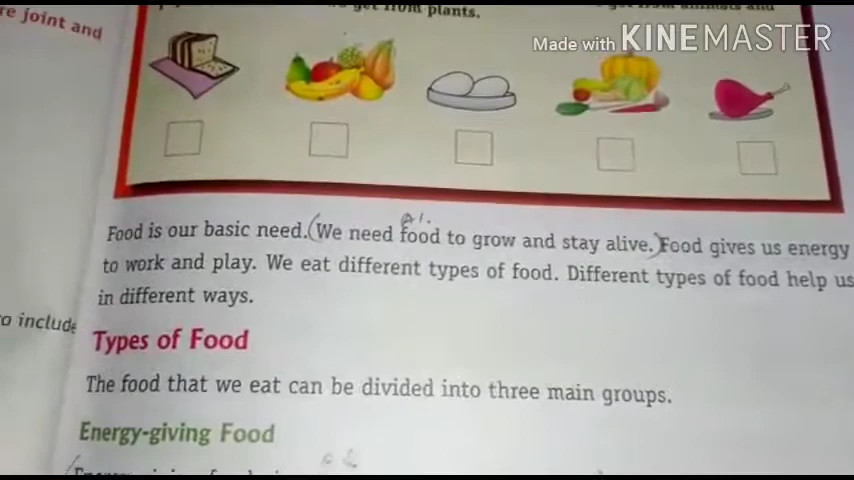 re joint and
get from plants.
Made with KINEMASTER
A1.
Food is our basic need. (We need food to grow and stay alive.) Food gives us energy
to work and play. We eat different types of food. Different types of food help us
in different ways.
to include
Types of Food
The food that we eat can be divided into three main groups.
Energy-giving Food